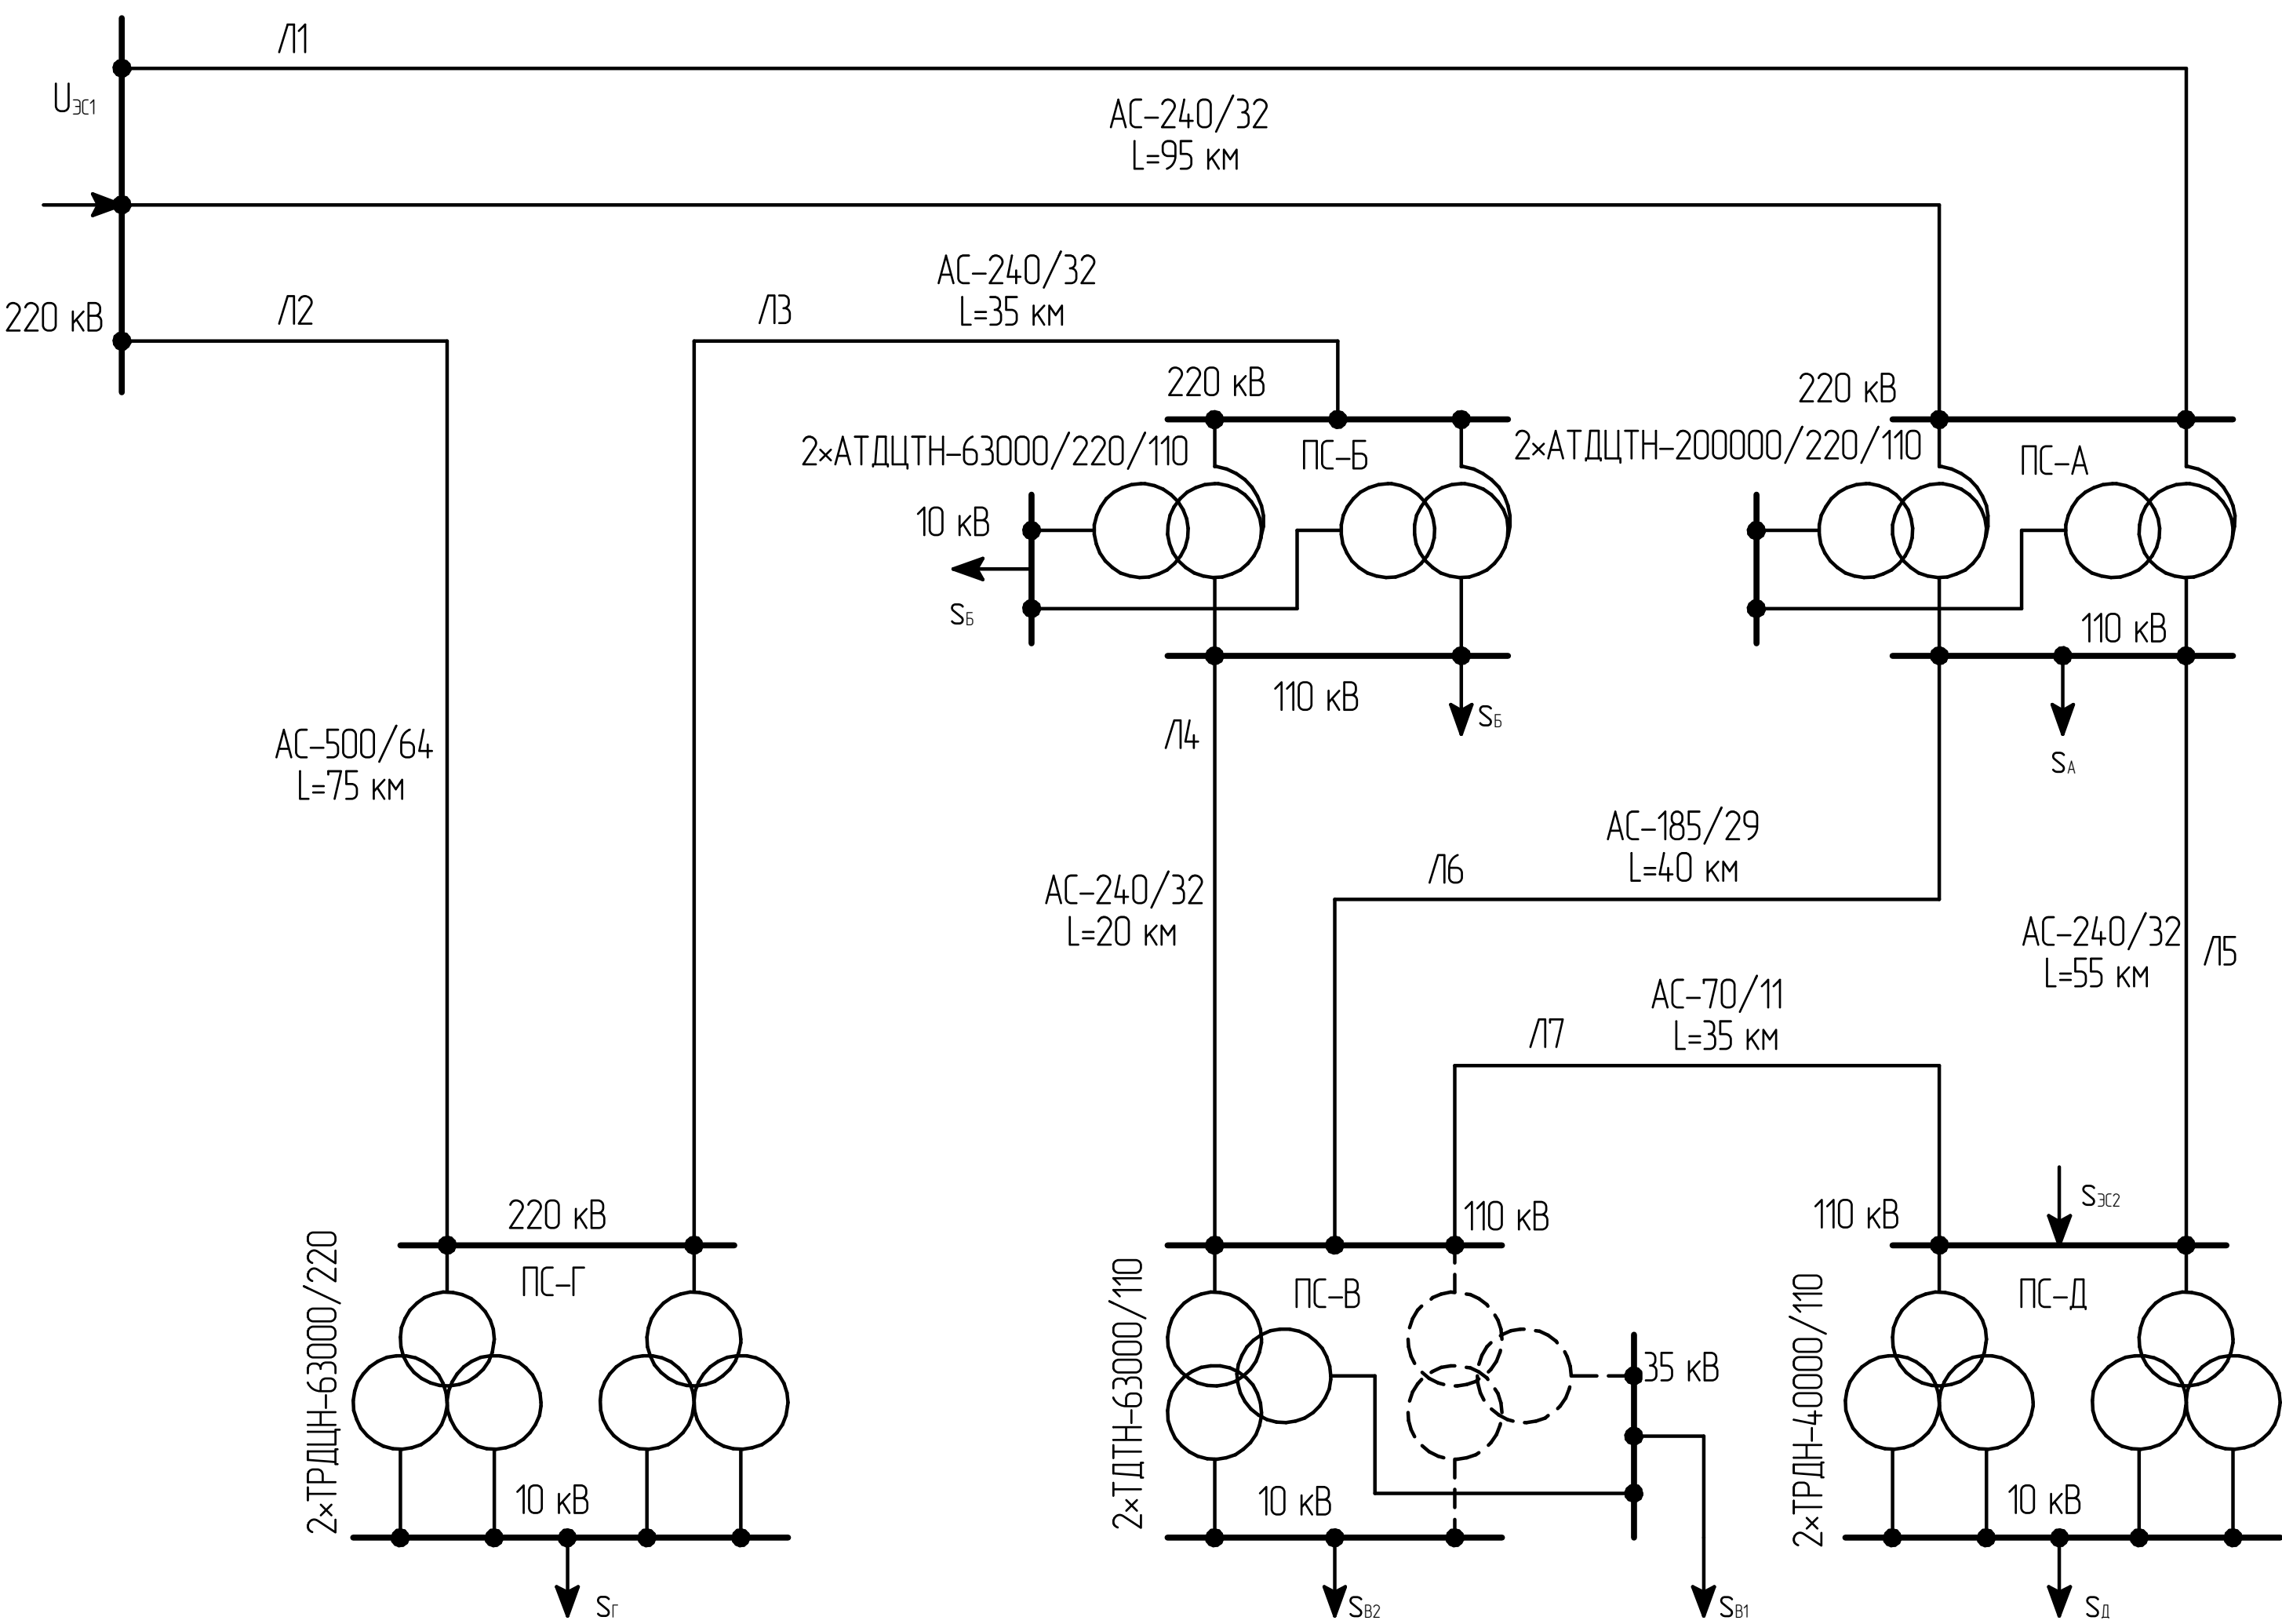 Л1
UЭС1
АС-240/32
L=95 км
220 кВ
Л2
Л3
АС-240/32
L=35 км
220 кВ
220 кВ
2×АТДЦТН-63000/220/110
ПС-Б
2×АТДЦТН-200000/220/110
ПС-А
10 кВ
SБ
110 кВ
110 кВ
SБ
SА
Л4
АС-500/64
L=75 км
АС-185/29
L=40 км
Л6
АС-240/32
L=20 км
АС-240/32
L=55 км
Л5
АС-70/11
L=35 км
Л7
220 кВ
110 кВ
110 кВ
SЭС2
2×ТРДЦН-63000/220
ПС-Г
2×ТДТН-63000/110
ПС-В
2×ТРДН-40000/110
ПС-Д
35 кВ
10 кВ
10 кВ
10 кВ
SГ
SВ2
SВ1
SД